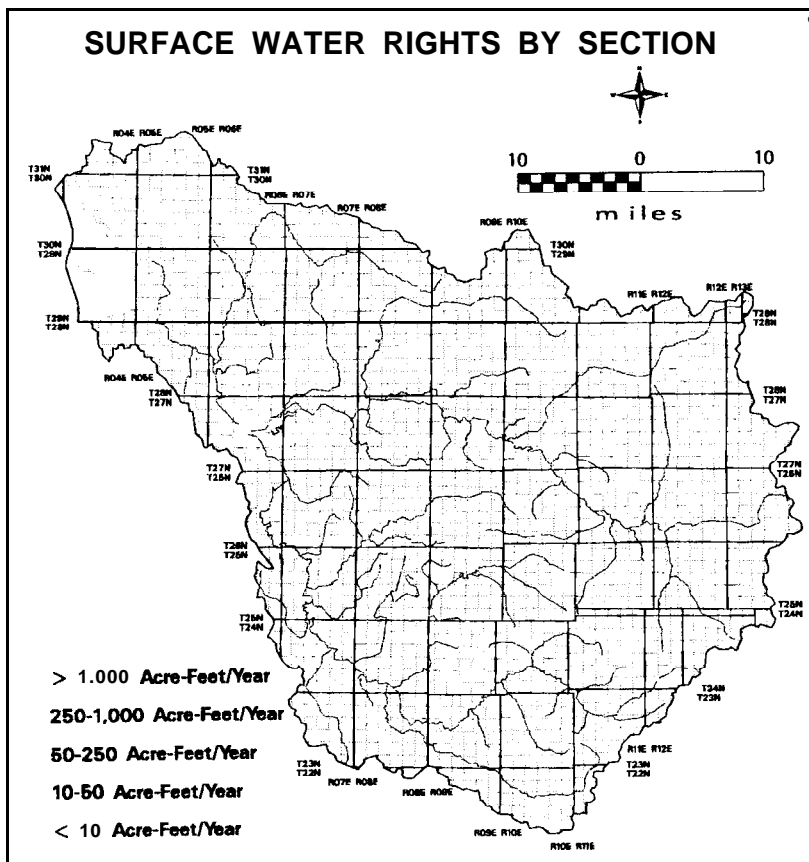 SURFACE WATER RIGHTS BY SECTION
N
W E
S
10 0 10
miles
R04E R05E
R05E R06E
T31N
T30N
T31N
T30N
R06E R07E
R07E R08E
R09E R10E
T30N
T29N
T30N
T29N
R11E R12E
R12E R13E
T29N
T28N
T29N
T28N
R04E R05E
T28N
T27N
T28N
T27N
T27N
T26N
T27N
T26N
T26N
T25N
T25N
T24N
T25N
T24N
> 1.000 Acre-Feet/Year
250-1,000 Acre-Feet/Year
50-250 Acre-Feet/Year
10-50 Acre-Feet/Year
< 10 Acre-Feet/Year
T24N
T23N
R11E R12E
T23N
T22N
T23N
T22N
R07E R08E
R08E R09E
R09E R10E
R10E R11E